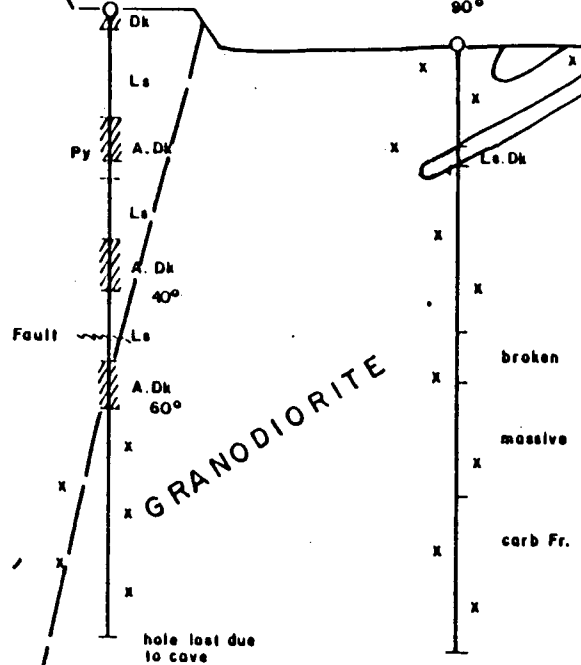 90°
Dk
Ls
Py
A. Dk
Ls. Dk
Ls
A. Dk
40°
Fault
Ls
broken
A. Dk
60°
GRANODIORITE
massive
carb Fr.
hole lost due
to cave